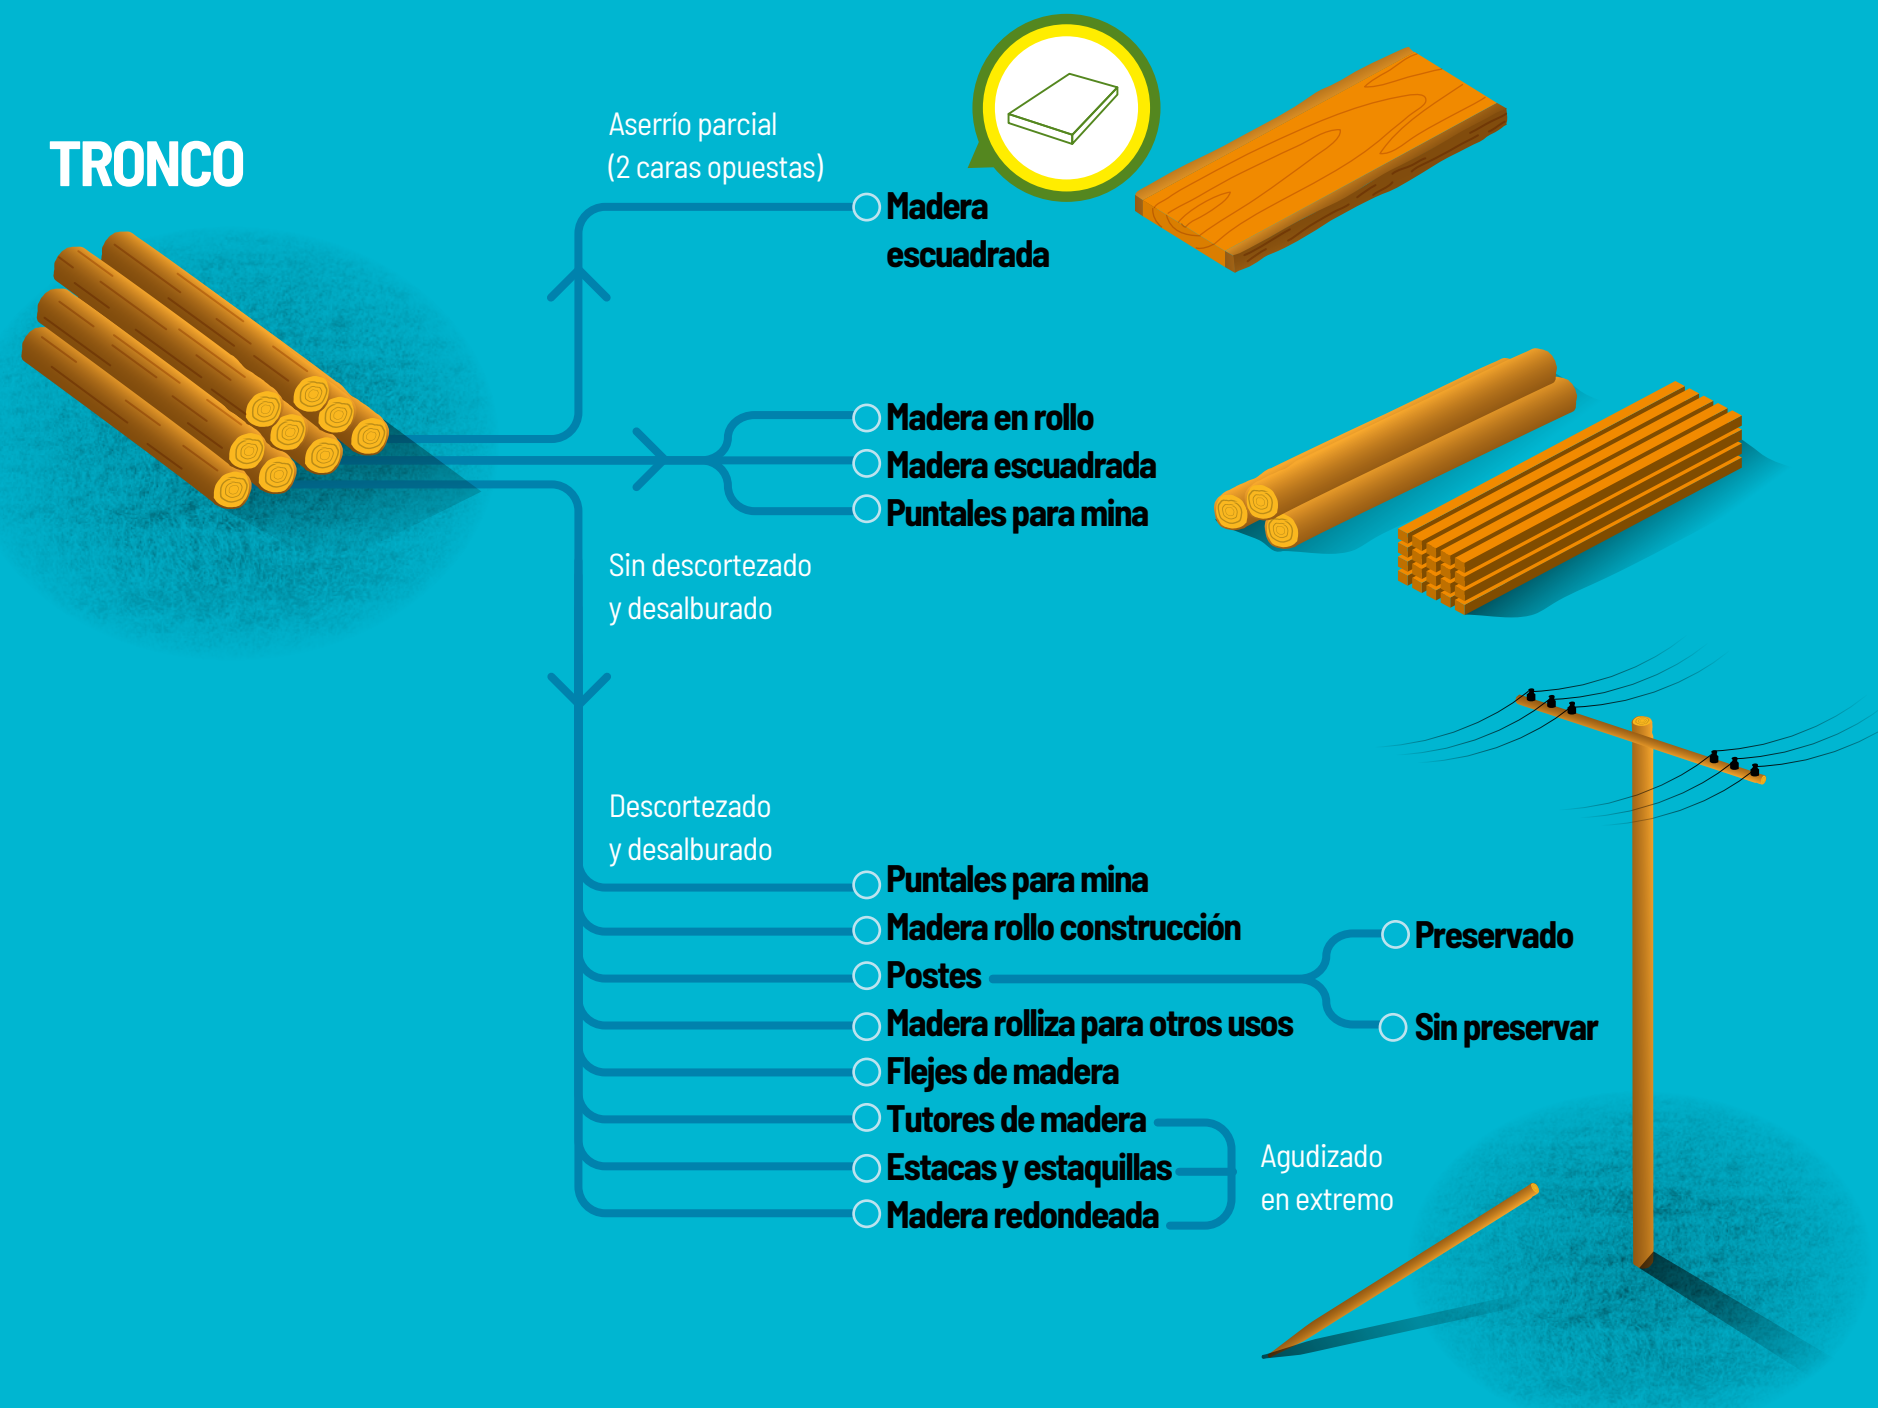 TRONCO
Aserrío parcial
(2 caras opuestas)
Madera
escuadrada
Madera en rollo
Madera escuadrada
Puntales para mina
Sin descortezado
y desalburado
Descortezado
y desalburado
Puntales para mina
Madera rollo construcción
Postes
Preservado
Sin preservar
Madera rolliza para otros usos
Flejes de madera
Tutores de madera
Estacas y estaquillas
Madera redondeada
Agudizado
en extremo